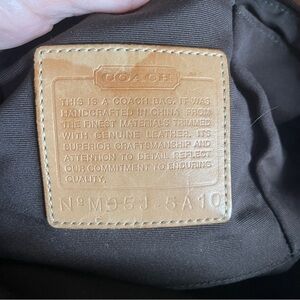 COACH
THIS IS A COACH BAG. IT WAS
HANDCRAFTED IN CHINA FROM
THE FINEST MATERIALS TRIMMED
WITH GENUINE LEATHER. ITS
SUPERIOR CRAFTSMANSHIP AND
ATTENTION TO DETAIL REFLECT
OUR COMMITMENT TO ENDURING
QUALITY.
Nº M05J-5A10